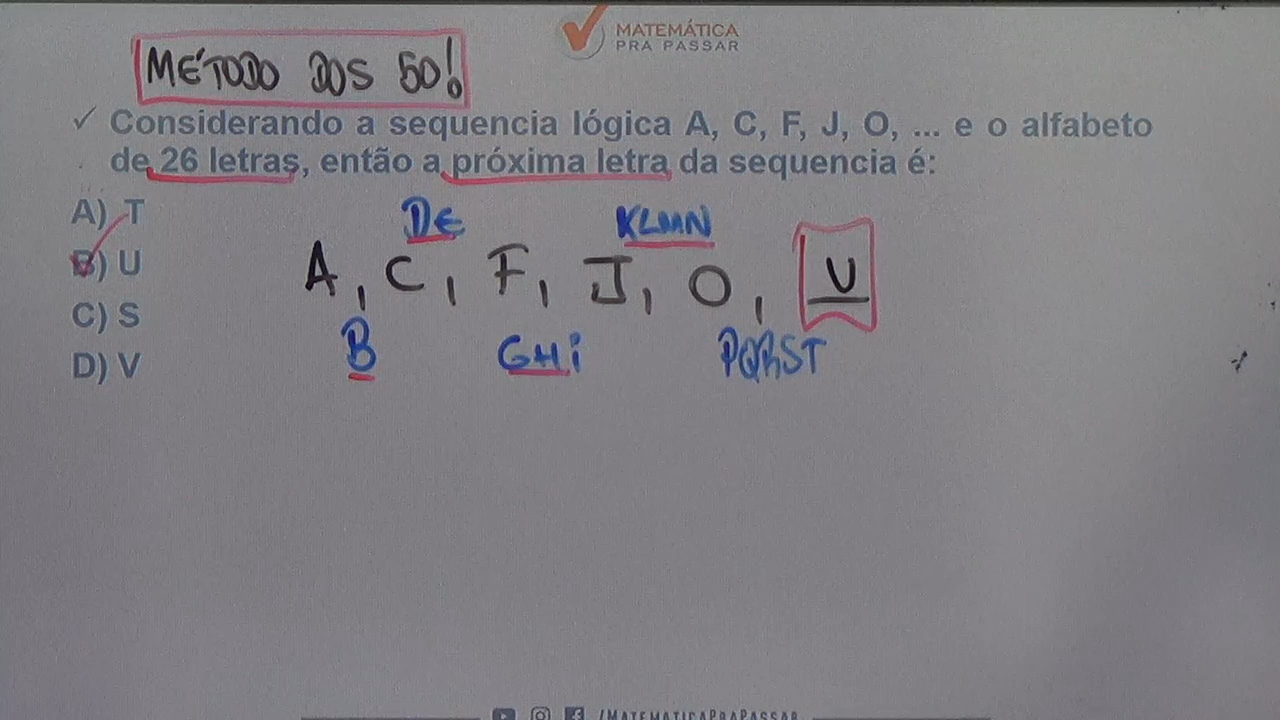 MATEMÁTICA
PRA PASSAR
MÉTODO DOS 50!
Considerando a sequencia lógica A, C, F, J, O, ... e o alfabeto
de 26 letras, então a próxima letra da sequencia é:
A) T
B) U
C) S
D) V
DE KLMN
A, C, F, J, O, U
B GHi PQRST
/MATEMATICAPRAPASSAR